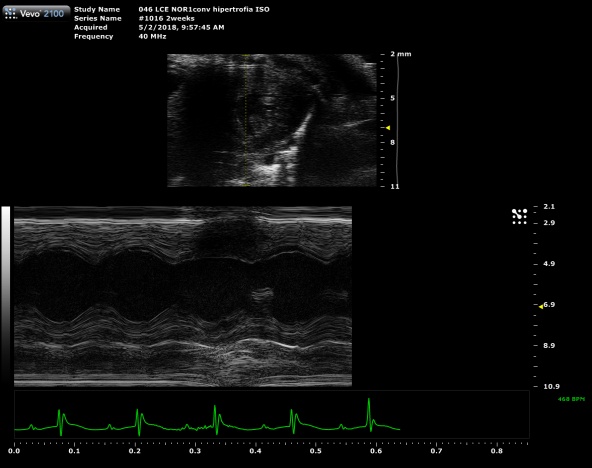 Vevo 2100
Study Name 046 LCE NOR1conv hipertrofia ISO
Series Name #1016 2weeks
Acquired 5/2/2018, 9:57:45 AM
Frequency 40 MHz
2 mm
5
8
11
2.1
2.9
4.9
6.9
8.9
10.9
468 BPM
0.0 0.1 0.2 0.3 0.4 0.5 0.6 0.7 0.8